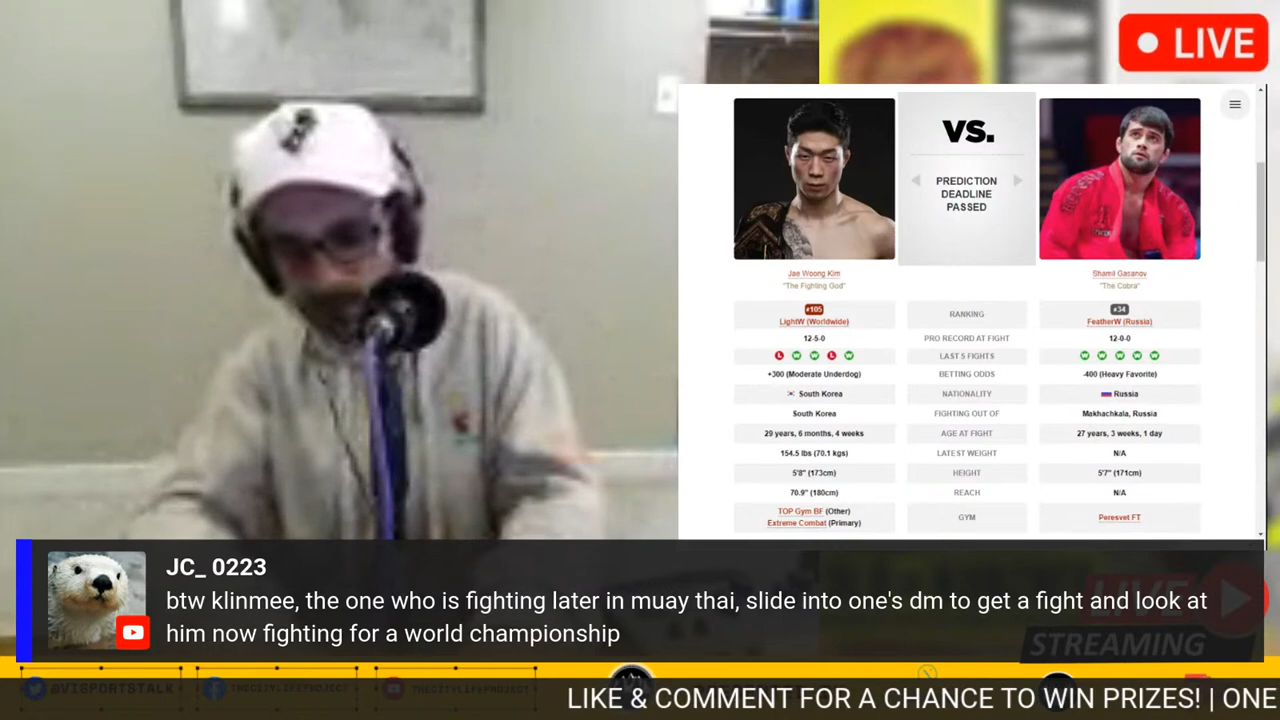 LIVE
VS.
PREDICTION
DEADLINE
PASSED
Jae Woong Kim
"The Fighting God"
Shamil Gasanov
"The Cobra"
#105
LightW (Worldwide)
RANKING
#34
FeatherW (Russia)
12-5-0
PRO RECORD AT FIGHT
12-0-0
L W W L W
LAST 5 FIGHTS
W W W W W
+300 (Moderate Underdog)
BETTING ODDS
-400 (Heavy Favorite)
South Korea
NATIONALITY
Russia
South Korea
FIGHTING OUT OF
Makhachkala, Russia
29 years, 6 months, 4 weeks
AGE AT FIGHT
27 years, 3 weeks, 1 day
154.5 lbs (70.1 kgs)
LATEST WEIGHT
N/A
5'8" (173cm)
HEIGHT
5'7" (171cm)
70.9" (180cm)
REACH
N/A
TOP Gym BF (Other)
Extreme Combat (Primary)
GYM
Peresvet FT
JC_ 0223
btw klinmee, the one who is fighting later in muay thai, slide into one's dm to get a fight and look at
him now fighting for a world championship
LIVE
STREAMING
@VISPORTSTALK
THECITYLIFEPROJECT
THECITYLIFEPROJECT
LIKE & COMMENT FOR A CHANCE TO WIN PRIZES! | ONE